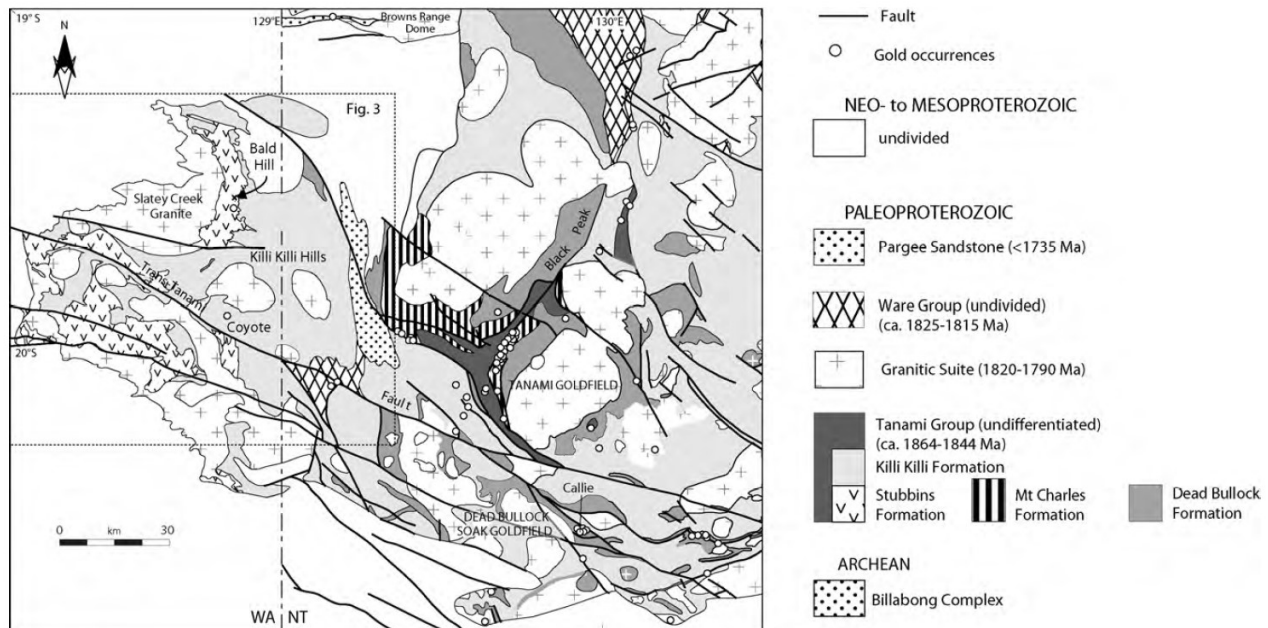 19° S
129°E
Browns Range
Dome
130°E
N
Fig. 3
Bald
Hill
Slatey Creek
Granite
Killi Killi Hills
Black Peak
Trans-Tanami
Coyote
20°S
TANAMI GOLDFIELD
Fault
Callie
DEAD BULLOCK
SOAK GOLDFIELD
0 km 30
WA NT
Fault
Gold occurrences
NEO- to MESOPROTEROZOIC
undivided
PALEOPROTEROZOIC
Pargee Sandstone (<1735 Ma)
Ware Group (undivided)
(ca. 1825-1815 Ma)
Granitic Suite (1820-1790 Ma)
Tanami Group (undifferentiated)
(ca. 1864-1844 Ma)
Killi Killi Formation
Stubbins
Formation
Mt Charles
Formation
Dead Bullock
Formation
ARCHEAN
Billabong Complex